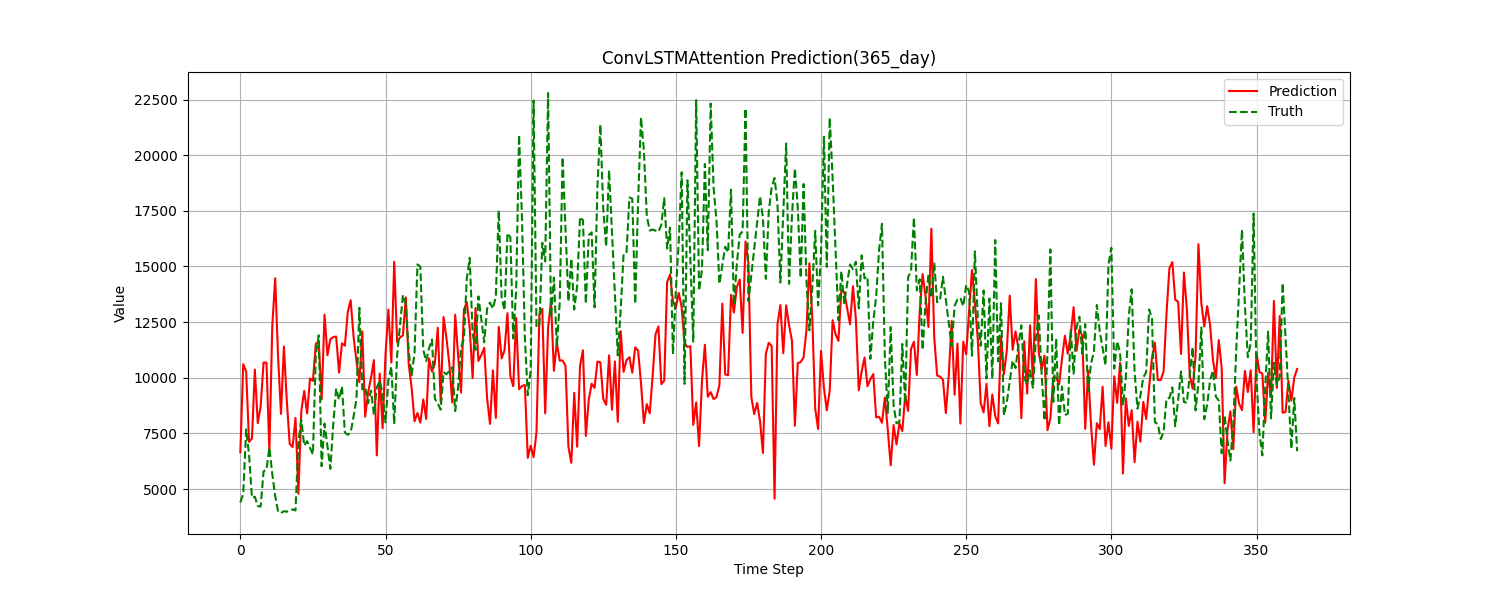 ConvLSTMAttention Prediction(365_day)
Prediction
Truth
22500
20000
17500
15000
12500
10000
7500
5000
Value
0 50 100 150 200 250 300 350
Time Step